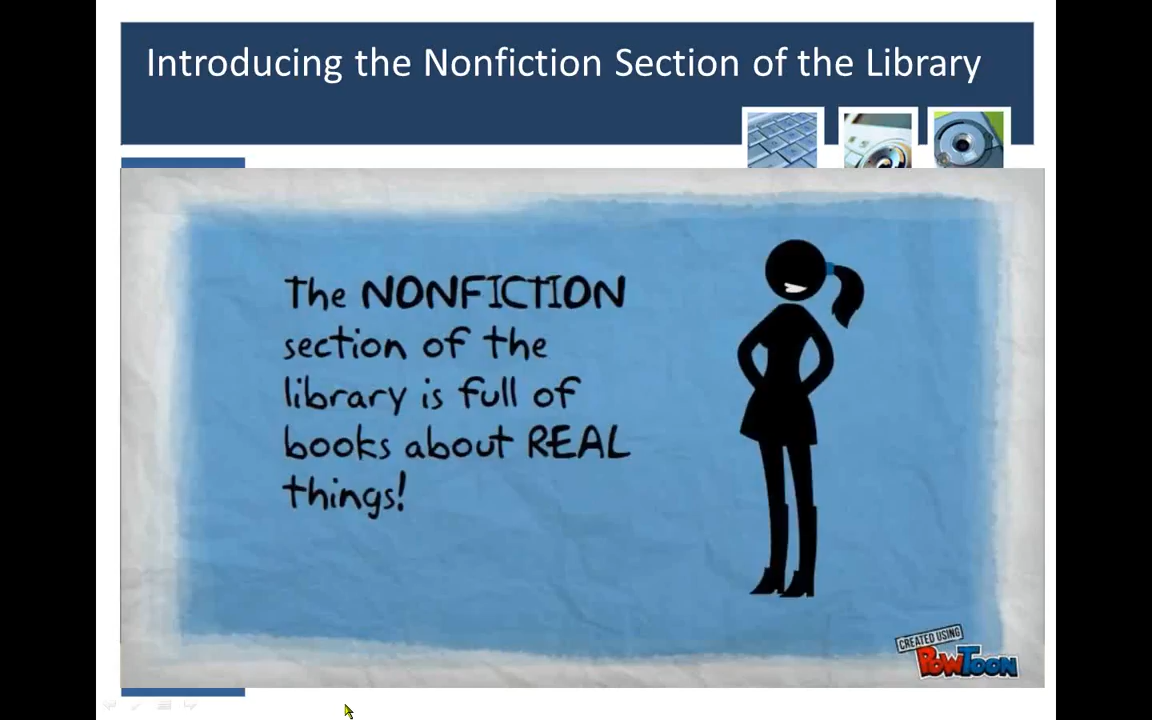 Introducing the Nonfiction Section of the Library
The NONFICTION
section of the
library is full of
books about REAL
things!
CREATED USING
POWTOON